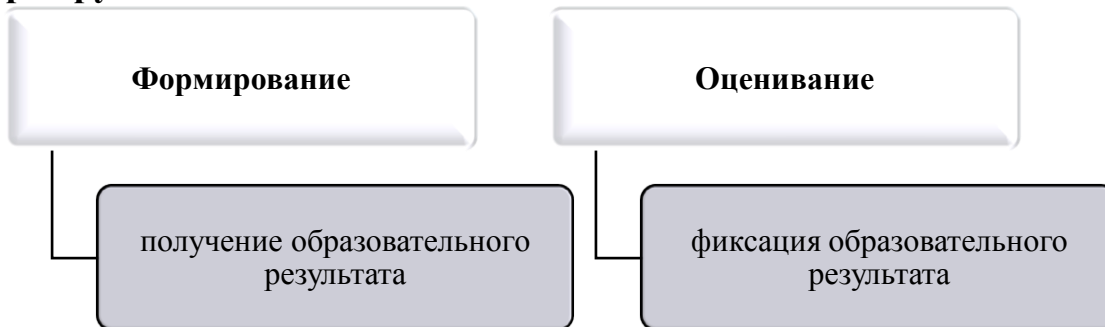 Формирование
Оценивание
получение образовательного
результата
фиксация образовательного
результата